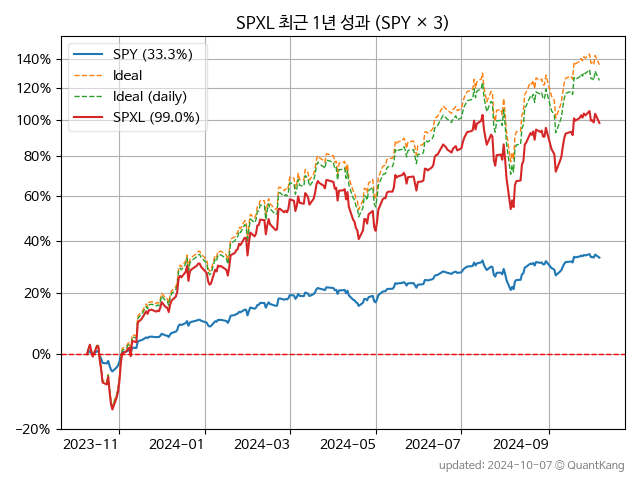 SPXL 최근 1년 성과 (SPY × 3)
SPY (33.3%)
Ideal
Ideal (daily)
SPXL (99.0%)
140%
120%
100%
80%
60%
40%
20%
0%
−20%
2023−11
2024−01
2024−03
2024−05
2024−07
2024−09
updated: 2024-10-07 © QuantKang